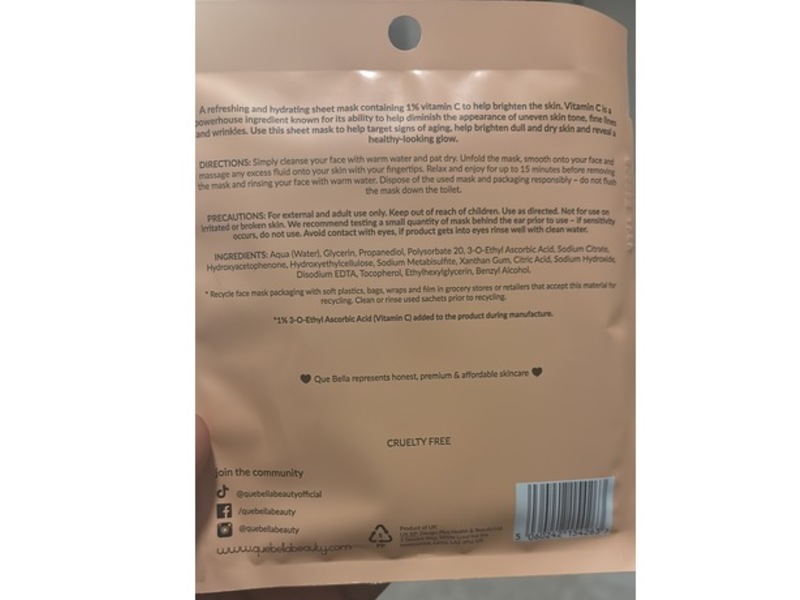 A refreshing and hydrating sheet mask containing 1% vitamin C to help brighten the skin. Vitamin C is a
powerhouse ingredient known for its ability to help diminish the appearance of uneven skin tone, fine lines
and wrinkles. Use this sheet mask to help target signs of aging, help brighten dull and dry skin and reveal a
healthy-looking glow.
DIRECTIONS: Simply cleanse your face with warm water and pat dry. Unfold the mask, smooth onto your face and
massage any excess fluid onto your skin with your fingertips. Relax and enjoy for up to 15 minutes before removing
the mask and rinsing your face with warm water. Dispose of the used mask and packaging responsibly – do not flush
the mask down the toilet.
PRECAUTIONS: For external and adult use only. Keep out of reach of children. Use as directed. Not for use on
irritated or broken skin. We recommend testing a small quantity of mask behind the ear prior to use – if sensitivity
occurs, do not use. Avoid contact with eyes, if product gets into eyes rinse well with clean water.
INGREDIENTS: Aqua (Water), Glycerin, Propanediol, Polysorbate 20, 3-O-Ethyl Ascorbic Acid, Sodium Citrate,
Hydroxyacetophenone, Hydroxyethylcellulose, Sodium Metabisulfite, Xanthan Gum, Citric Acid, Sodium Hydroxide,
Disodium EDTA, Tocopherol, Ethylhexylglycerin, Benzyl Alcohol.
* Recycle face mask packaging with soft plastics, bags, wraps and film in grocery stores or retailers that accept this material for
recycling. Clean or rinse used sachets prior to recycling.
*1% 3-O-Ethyl Ascorbic Acid (Vitamin C) added to the product during manufacture.
Que Bella represents honest, premium & affordable skincare
CRUELTY FREE
join the community
@quebellabeautyofficial
/quebellabeauty
@quebellabeauty
www.quebellabeauty.com
PP
Product of UK